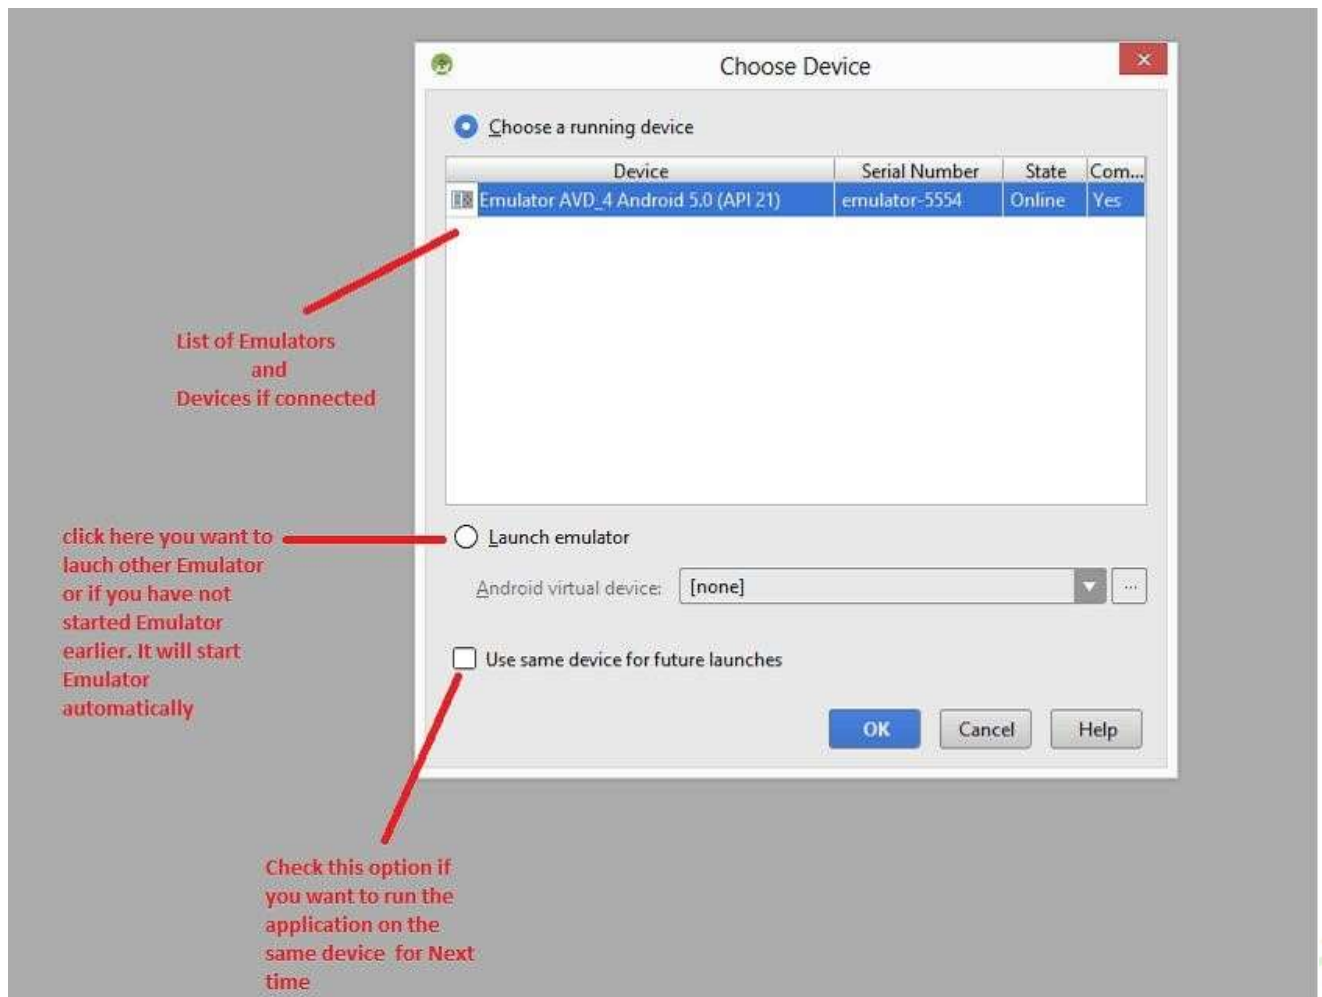 Choose Device
Choose a running device
Device Serial Number State Com...
Emulator AVD_4 Android 5.0 (API 21) emulator-5554 Online Yes
List of Emulators
and
Devices if connected
click here you want to
lauch other Emulator
or if you have not
started Emulator
earlier. It will start
Emulator
automatically
Launch emulator
Android virtual device: [none] ...
Use same device for future launches
OK Cancel Help
Check this option if
you want to run the
application on the
same device for Next
time